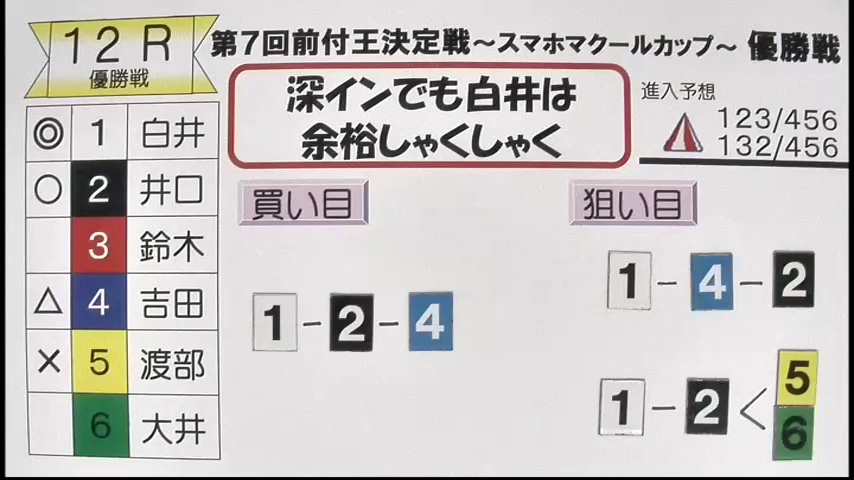 12R
優勝戦
第7回前付王決定戦～スマホマクールカップ～ 優勝戦
深インでも白井は
余裕しゃくしゃく
進入予想
123/456
132/456
◎ 1 白井
○ 2 井口
3 鈴木
△ 4 吉田
× 5 渡部
6 大井
買い目
1-2-4
狙い目
1-4-2
1-2<5
6